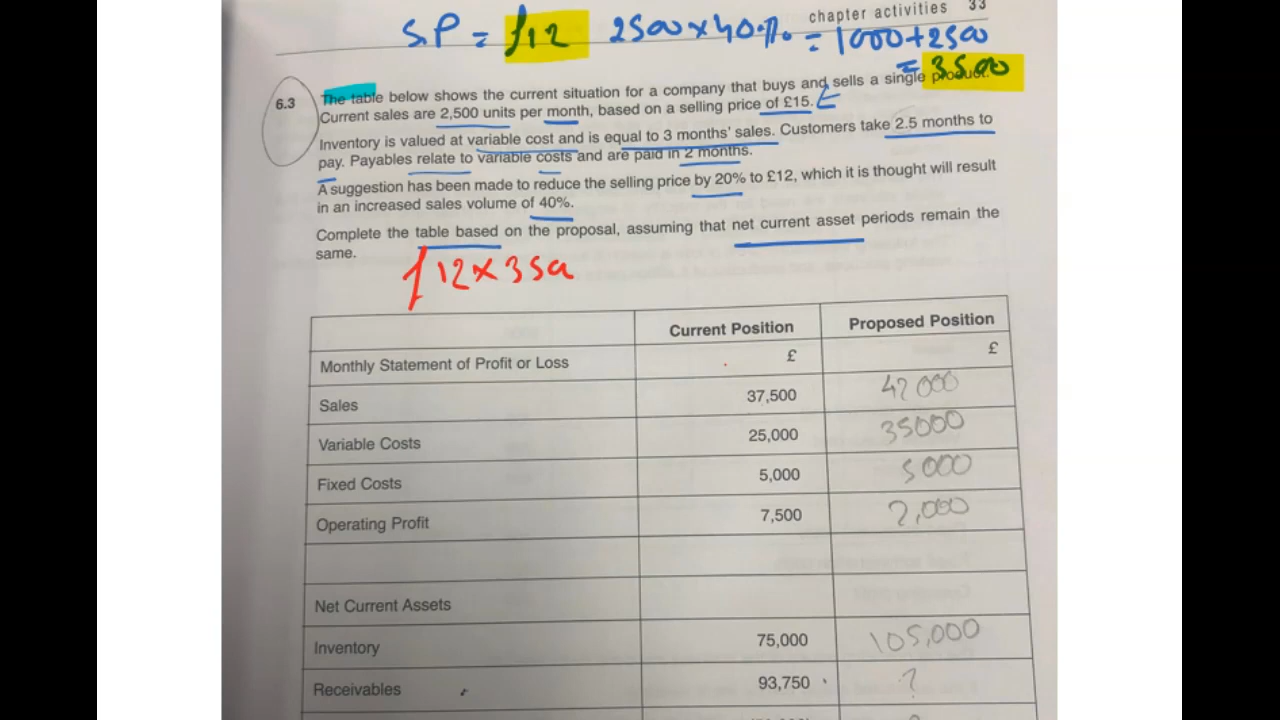 chapter activities 33
S.P = £12 2500 x 40% = 1000 + 2500
= 3500
6.3 The table below shows the current situation for a company that buys and sells a single product.
Current sales are 2,500 units per month, based on a selling price of £15.
Inventory is valued at variable cost and is equal to 3 months' sales. Customers take 2.5 months to
pay. Payables relate to variable costs and are paid in 2 months.
A suggestion has been made to reduce the selling price by 20% to £12, which it is thought will result
in an increased sales volume of 40%.
Complete the table based on the proposal, assuming that net current asset periods remain the
same.
£12 x 350
Current Position Proposed Position
Monthly Statement of Profit or Loss £ £
Sales 37,500 42000
Variable Costs 25,000 35000
Fixed Costs 5,000 5000
Operating Profit 7,500 2,000
Net Current Assets
Inventory 75,000 105,000
Receivables 93,750 ?